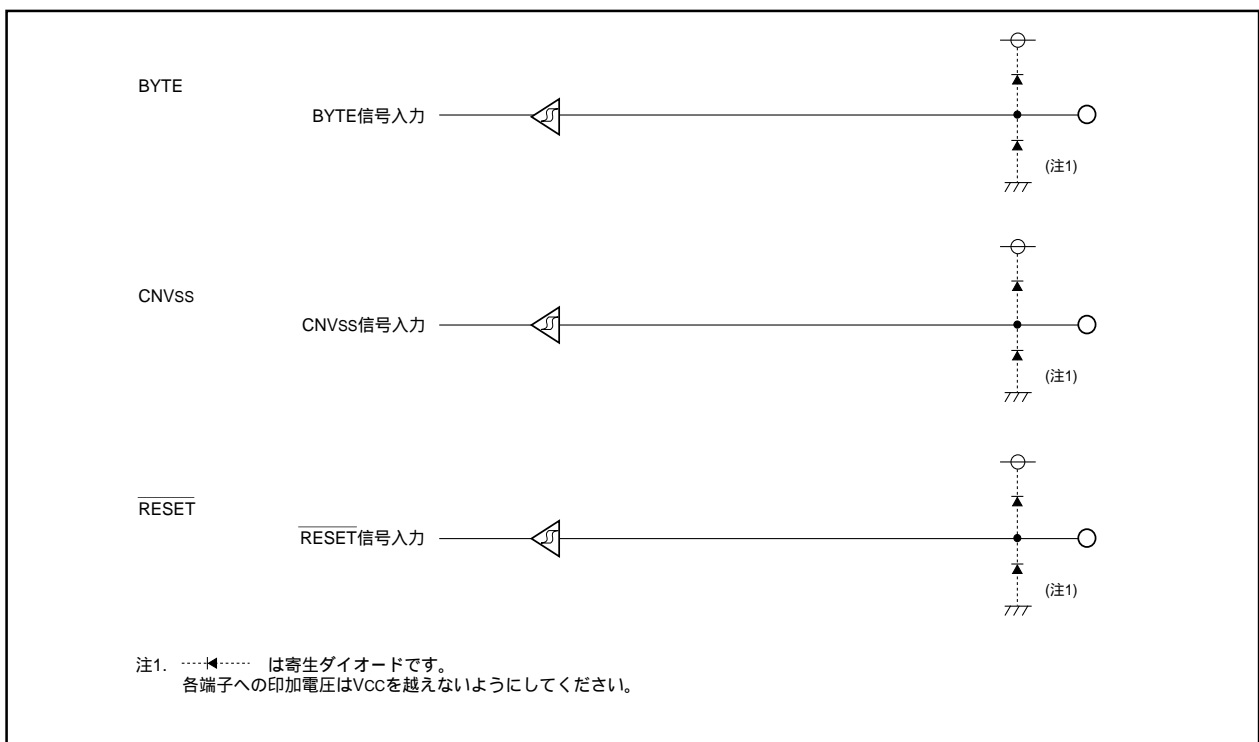 BYTE
BYTE信号入力
(注1)
CNVss
CNVss信号入力
(注1)
RESET
RESET信号入力
(注1)
注1. は寄生ダイオードです。
各端子への印加電圧はVccを越えないようにしてください。